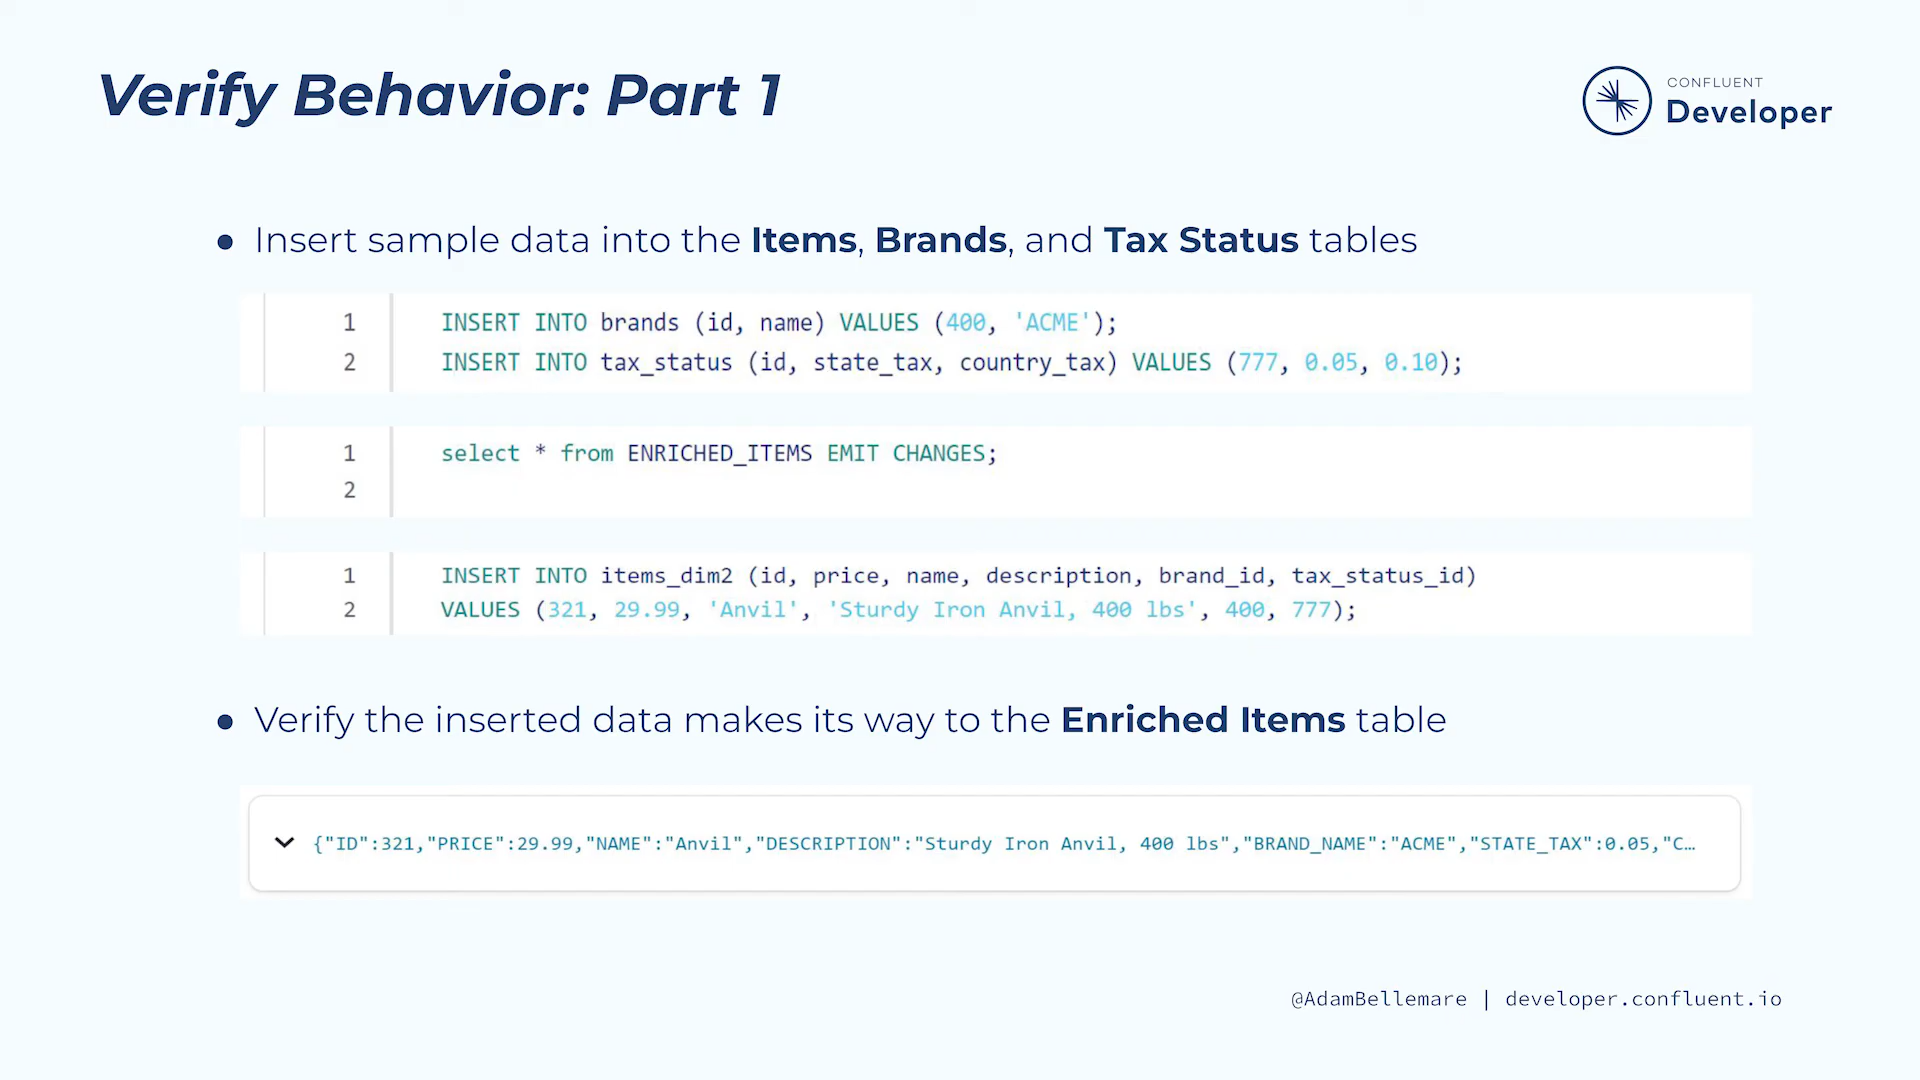 Verify Behavior: Part 1
CONFLUENT
Developer
● Insert sample data into the Items, Brands, and Tax Status tables
1 INSERT INTO brands (id, name) VALUES (400, 'ACME');
2 INSERT INTO tax_status (id, state_tax, country_tax) VALUES (777, 0.05, 0.10);
1 select * from ENRICHED_ITEMS EMIT CHANGES;
2
1 INSERT INTO items_dim2 (id, price, name, description, brand_id, tax_status_id)
2 VALUES (321, 29.99, 'Anvil', 'Sturdy Iron Anvil, 400 lbs', 400, 777);
● Verify the inserted data makes its way to the Enriched Items table
{"ID":321,"PRICE":29.99,"NAME":"Anvil","DESCRIPTION":"Sturdy Iron Anvil, 400 lbs","BRAND_NAME":"ACME","STATE_TAX":0.05,"C…
@AdamBellemare | developer.confluent.io